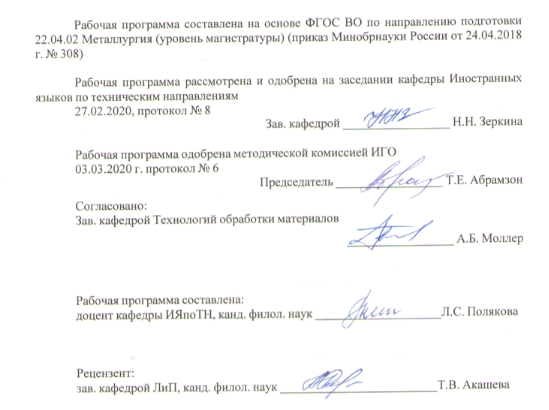 Рабочая программа составлена на основе ФГОС ВО по направлению подготовки
22.04.02 Металлургия (уровень магистратуры) (приказ Минобрнауки России от 24.04.2018
г. № 308)
Рабочая программа рассмотрена и одобрена на заседании кафедры Иностранных
языков по техническим направлениям
27.02.2020, протокол № 8
Зав. кафедрой Н.Н. Зеркина
Рабочая программа одобрена методической комиссией ИГО
03.03.2020 г. протокол № 6
Председатель Т.Е. Абрамзон
Согласовано:
Зав. кафедрой Технологий обработки материалов
А.Б. Моллер
Рабочая программа составлена:
доцент кафедры ИЯпоТН, канд. филол. наук Л.С. Полякова
Рецензент:
зав. кафедрой ЛиП, канд. филол. наук Т.В. Акашева